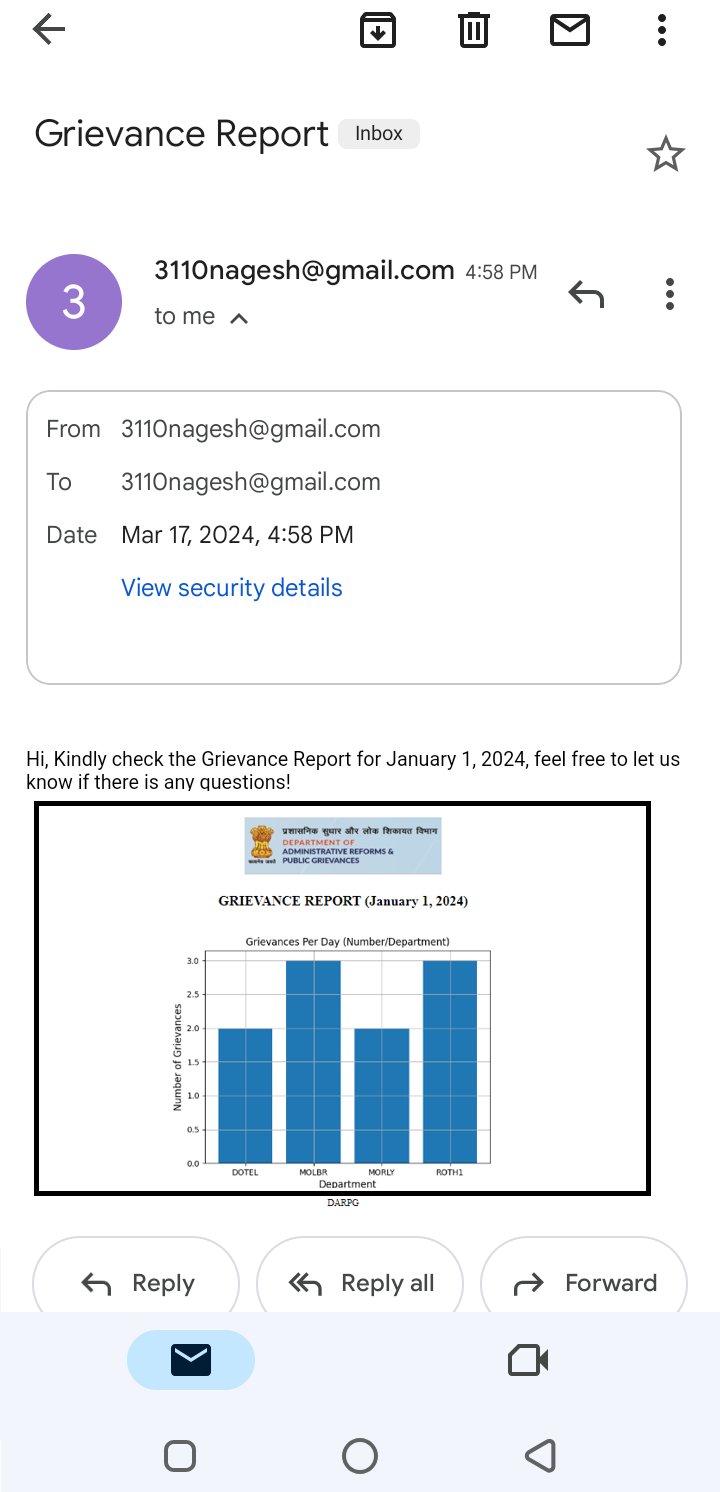 Grievance Report Inbox
3
3110nagesh@gmail.com 4:58 PM
to me
From 3110nagesh@gmail.com
To 3110nagesh@gmail.com
Date Mar 17, 2024, 4:58 PM
View security details
Hi, Kindly check the Grievance Report for January 1, 2024, feel free to let us
know if there is any questions!
प्रशासनिक सुधार और लोक शिकायत विभाग
DEPARTMENT OF
ADMINISTRATIVE REFORMS &
सत्यमेव जयते PUBLIC GRIEVANCES
GRIEVANCE REPORT (January 1, 2024)
Grievances Per Day (Number/Department)
Number of Grievances
3.0
2.5
2.0
1.5
1.0
0.5
0.0
DOTEL MOLBR MORLY ROTH1
Department
DARPG
Reply Reply all Forward